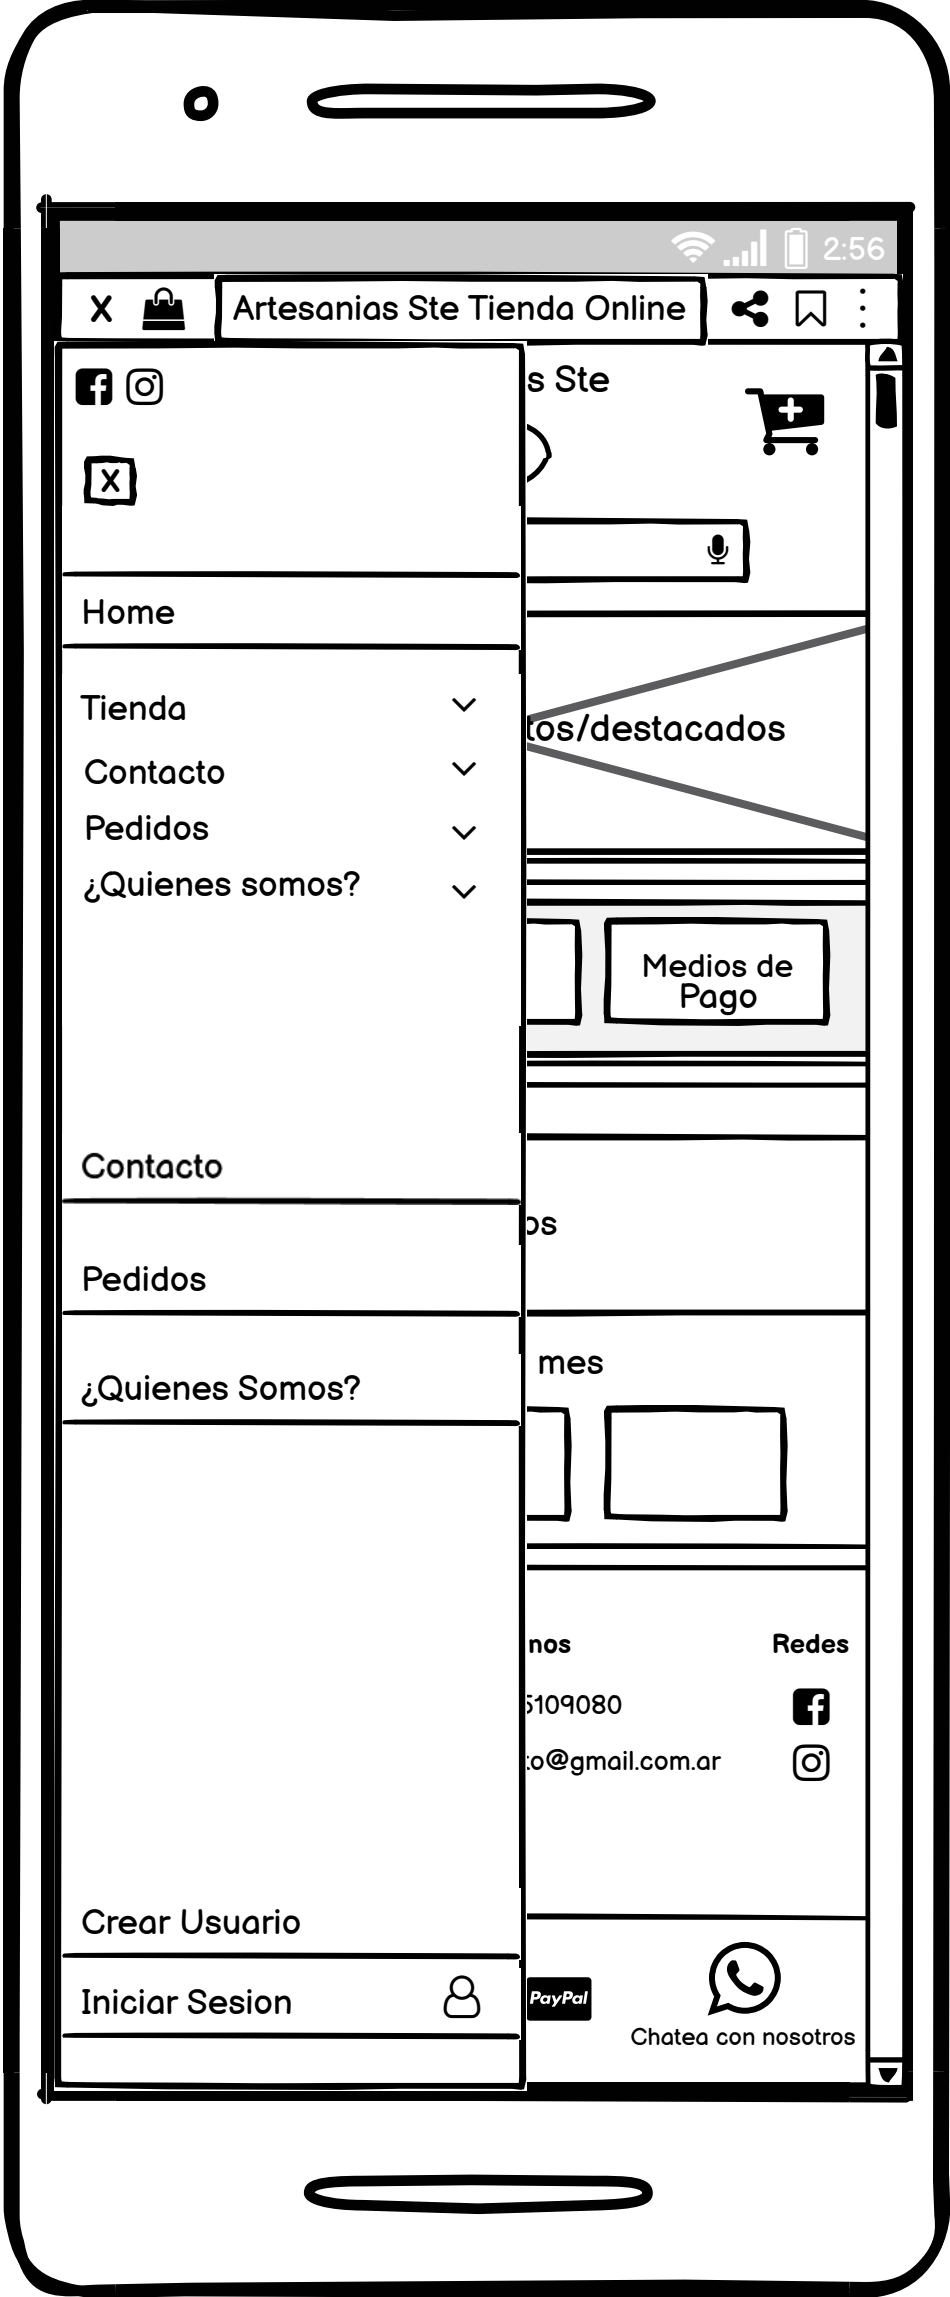 2:56
X
Artesanias Ste Tienda Online
s Ste
X
Home
Tienda
tos/destacados
Contacto
Pedidos
¿Quienes somos?
Medios de
Pago
Contacto
os
Pedidos
mes
¿Quienes Somos?
nos
Redes
5109080
to@gmail.com.ar
Crear Usuario
Iniciar Sesion
PayPal
Chatea con nosotros